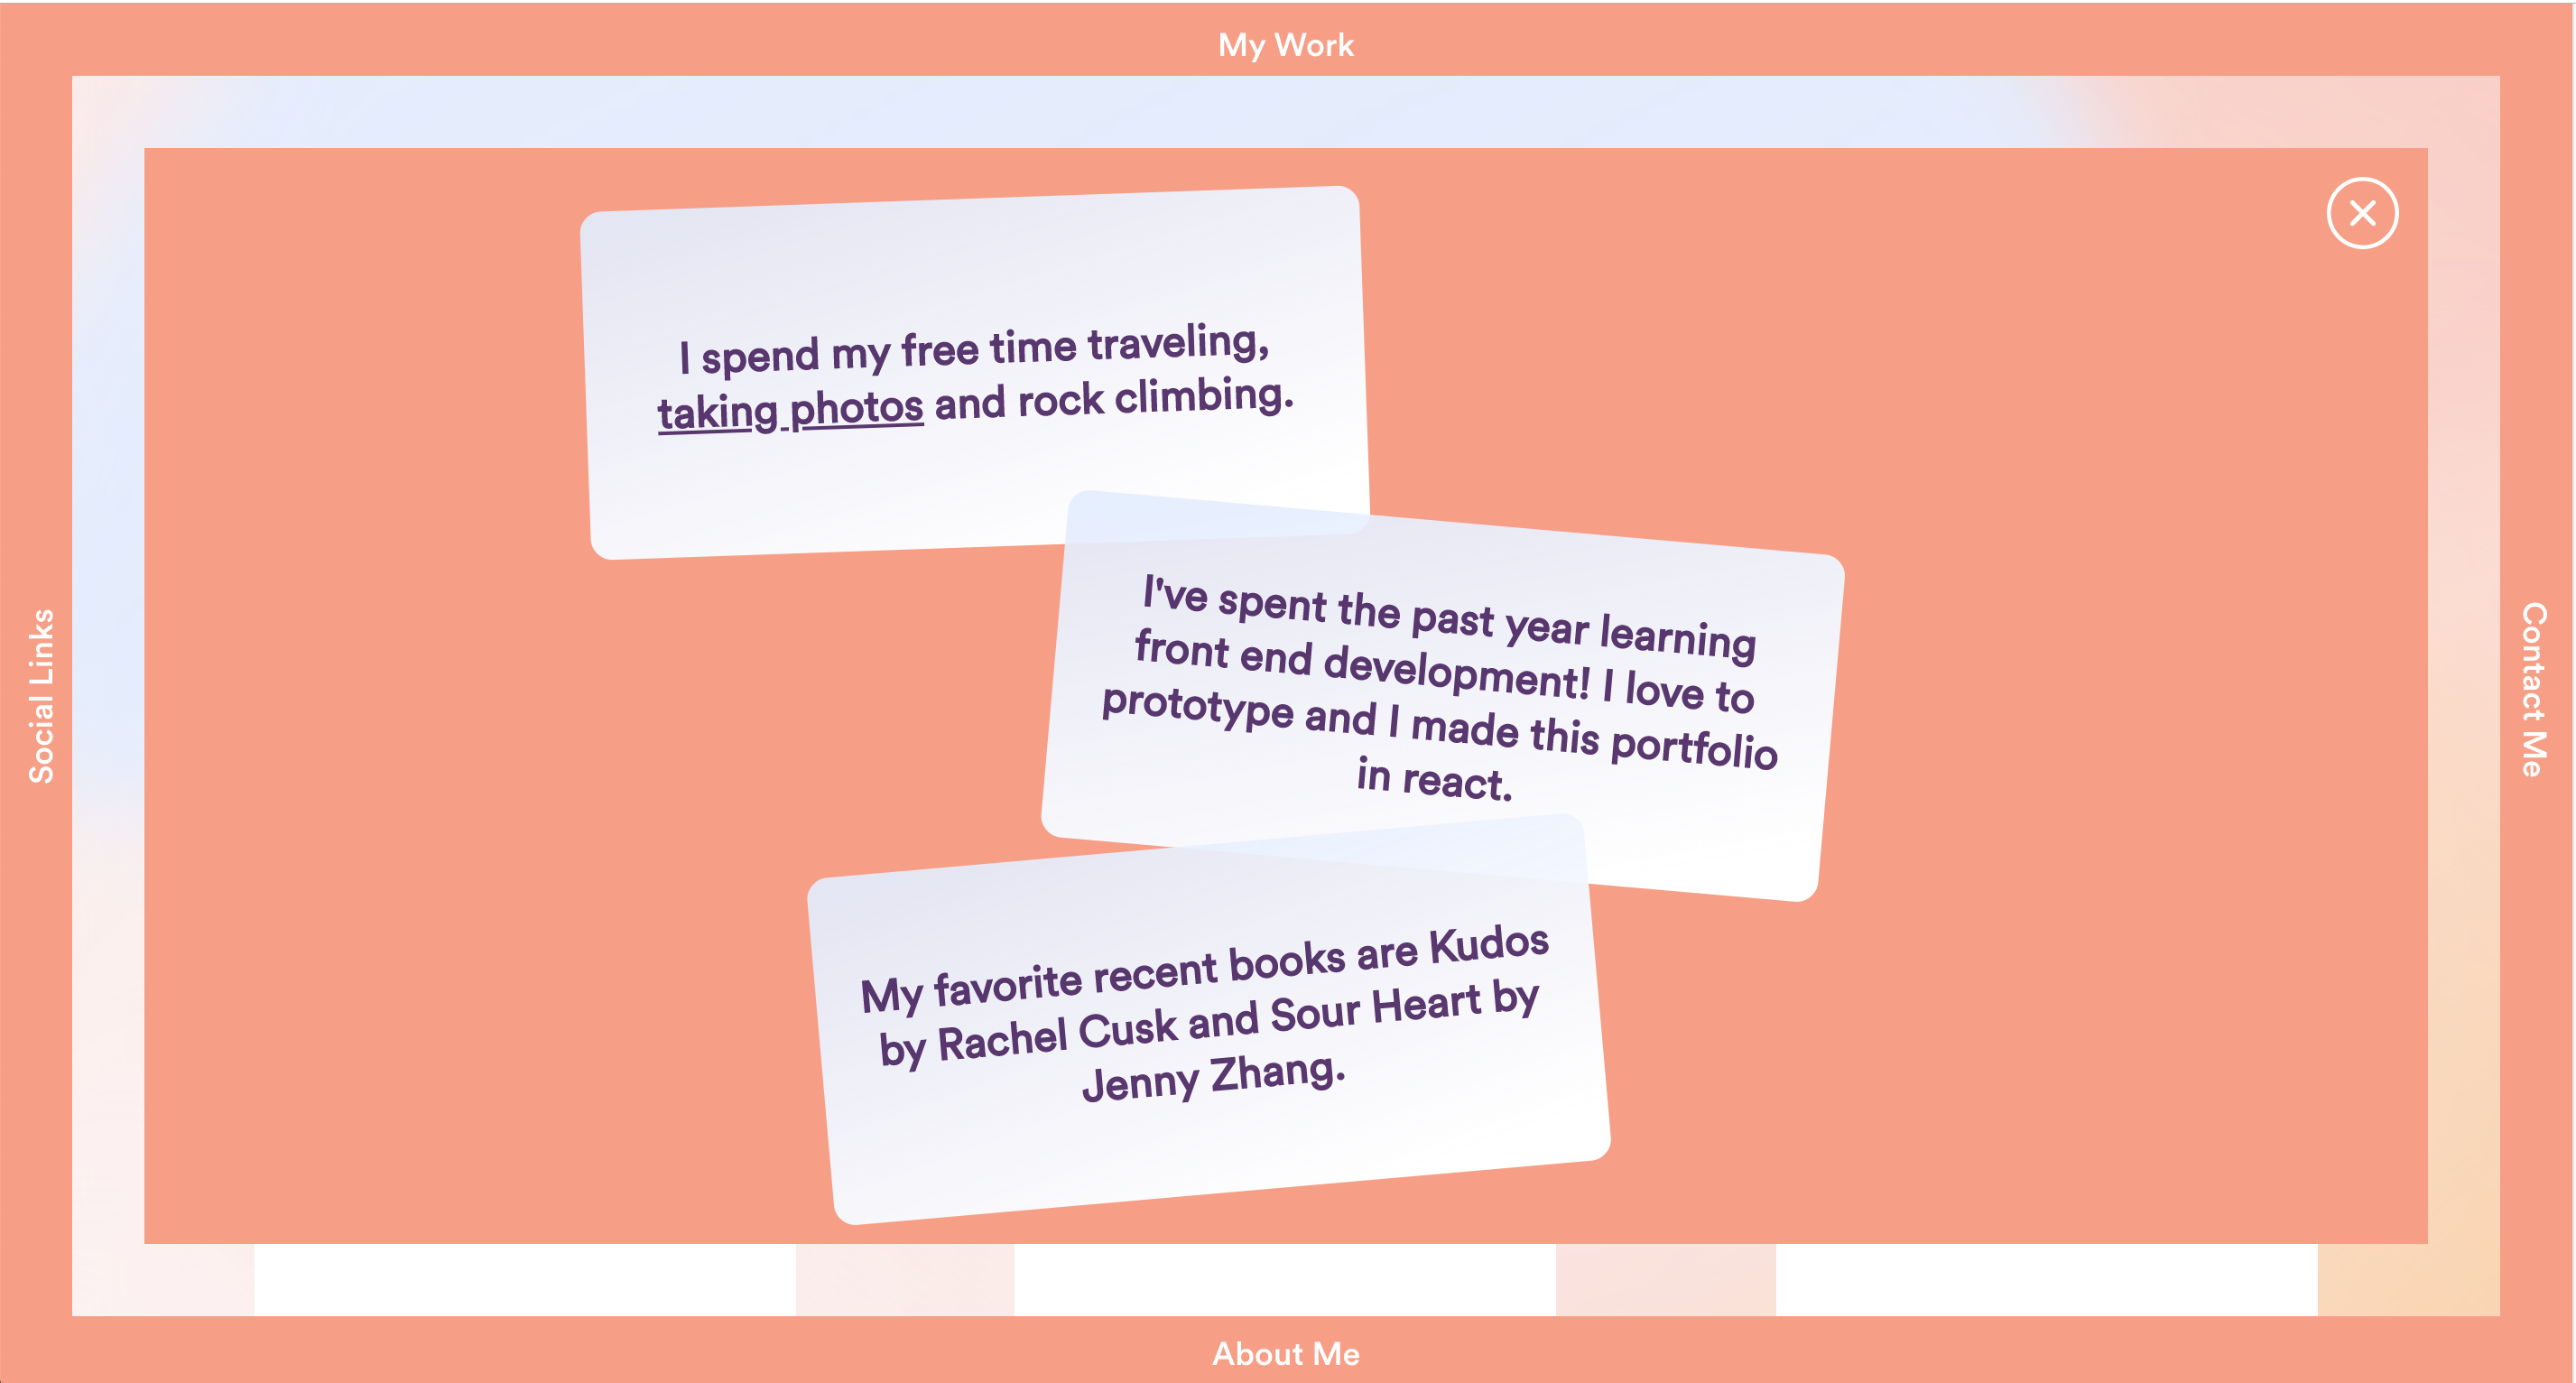 My Work
I spend my free time traveling,
taking photos and rock climbing.
I've spent the past year learning
front end development! I love to
prototype and I made this portfolio
in react.
My favorite recent books are Kudos
by Rachel Cusk and Sour Heart by
Jenny Zhang.
Social Links
Contact Me
About Me